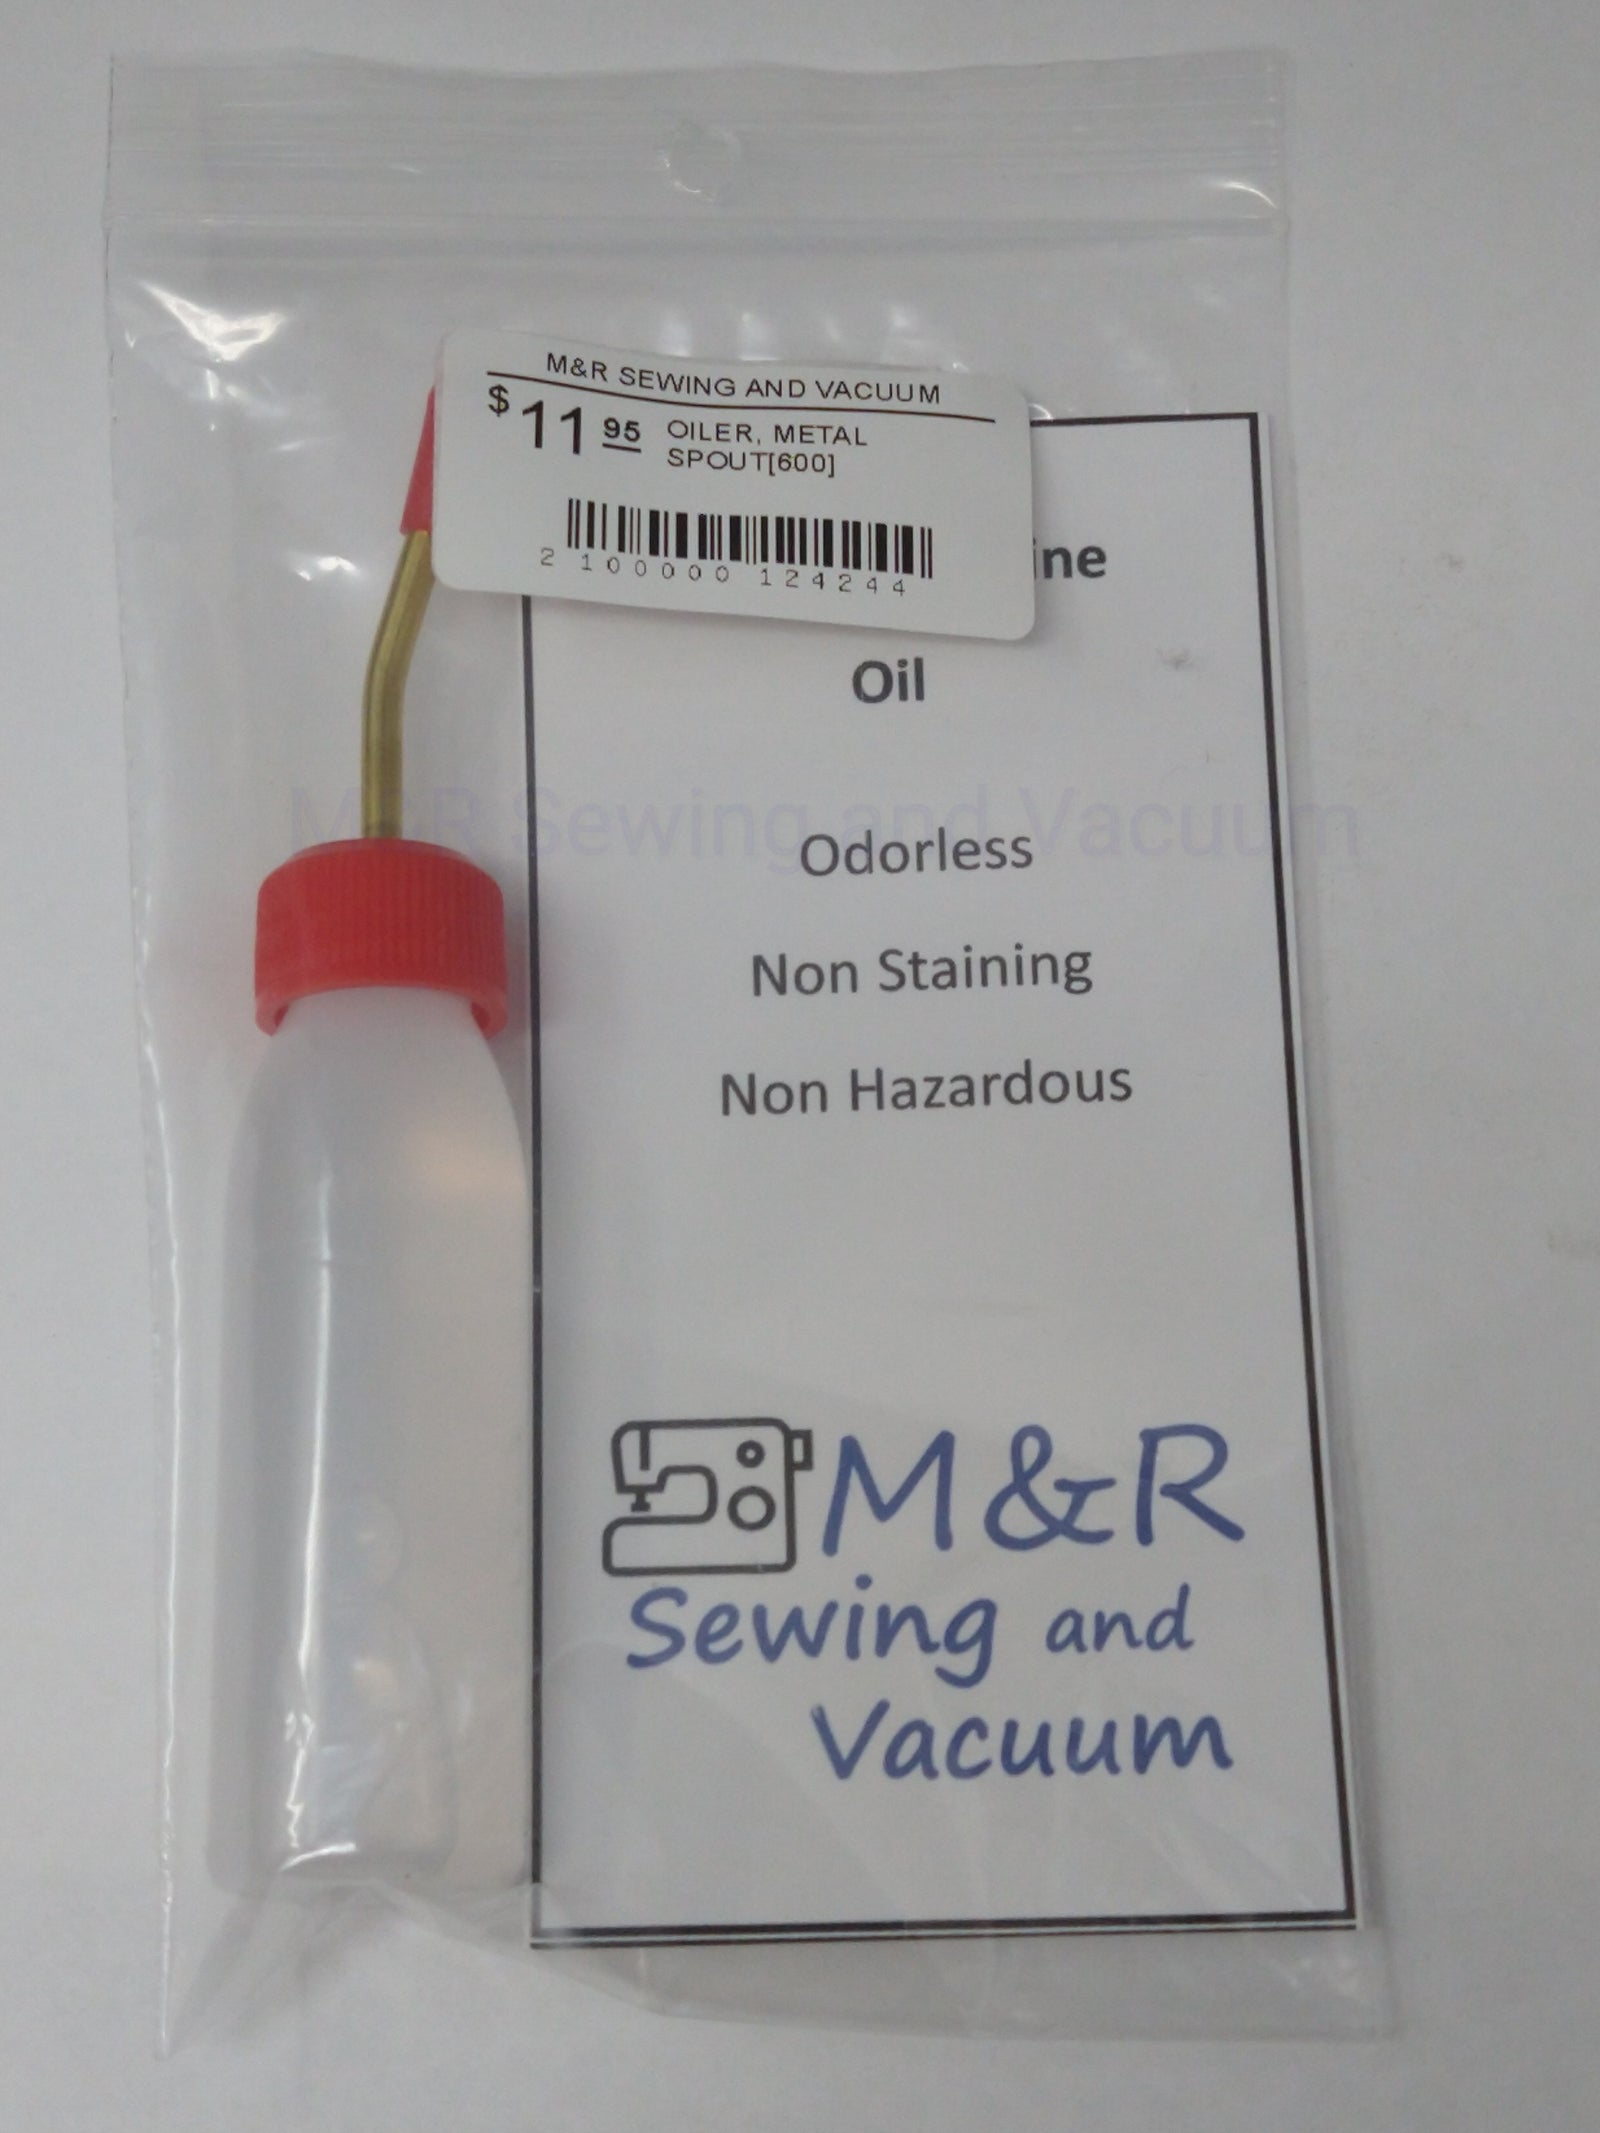 M&R SEWING AND VACUUM
$11 95 OILER, METAL
SPOUT[600]
2 100000 124244
ine
Oil
M&R Sewing and Vacuum
Odorless
Non Staining
Non Hazardous
M&R
Sewing and
Vacuum